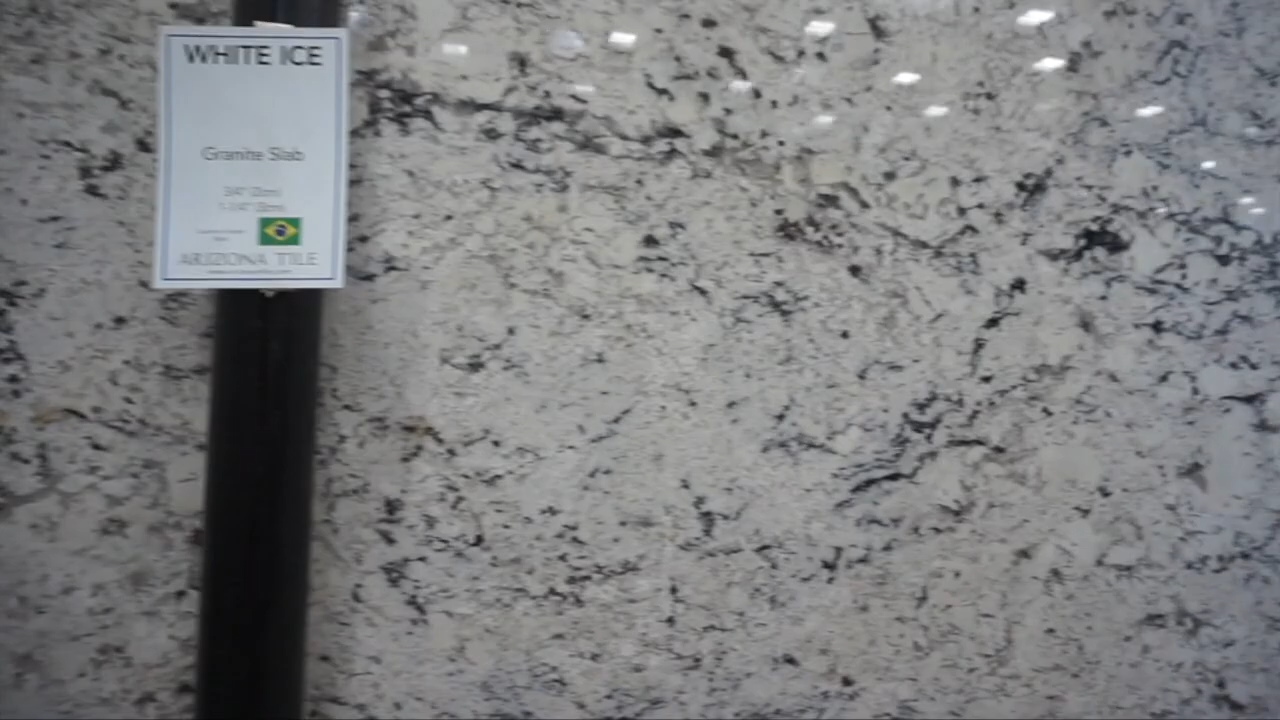 WHITE ICE
Granite Slab
3/4" (2cm)
1-1/4" (3cm)
ARIZONA TILE